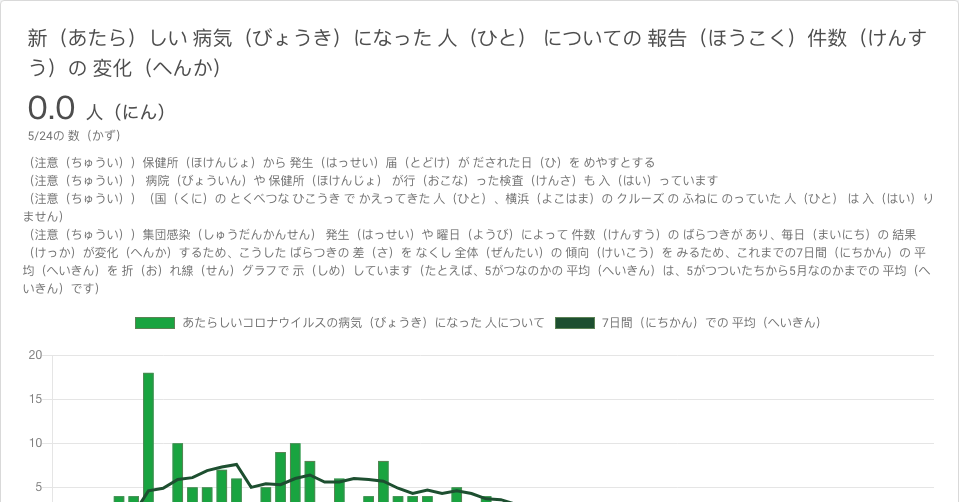 新（あたら）しい 病気（びょうき）になった 人（ひと） についての 報告（ほうこく）件数（けんす
う）の 変化（へんか）
0.0 人（にん）
5/24の 数（かず）
（注意（ちゅうい））保健所（ほけんじょ）から 発生（はっせい）届（とどけ）が だされた日（ひ）を めやすとする
（注意（ちゅうい）） 病院（びょういん）や 保健所（ほけんじょ） が行（おこな）った検査（けんさ）も 入（はい）っています
（注意（ちゅうい））（国（くに）の とくべつな ひこうき で かえってきた 人（ひと）、横浜（よこはま）の クルーズ の ふねに のっていた 人（ひと） は 入（はい）り
ません）
（注意（ちゅうい））集団感染（しゅうだんかんせん） 発生（はっせい）や 曜日（ようび）によって 件数（けんすう）の ばらつきが あり、毎日（まいにち）の 結果
（けっか）が変化（へんか）するため、こうした ばらつきの 差（さ）を なくし 全体（ぜんたい）の 傾向（けいこう）を みるため、これまでの7日間（にちかん）の 平
均（へいきん）を 折（お）れ線（せん）グラフで 示（しめ）しています（たとえば、5がつなのかの 平均（へいきん）は、5がつついたちから5月なのかまでの 平均（へ
いきん）です）
あたらしいコロナウイルスの病気（びょうき）になった 人について
7日間（にちかん）での 平均（へいきん）
20
15
10
5